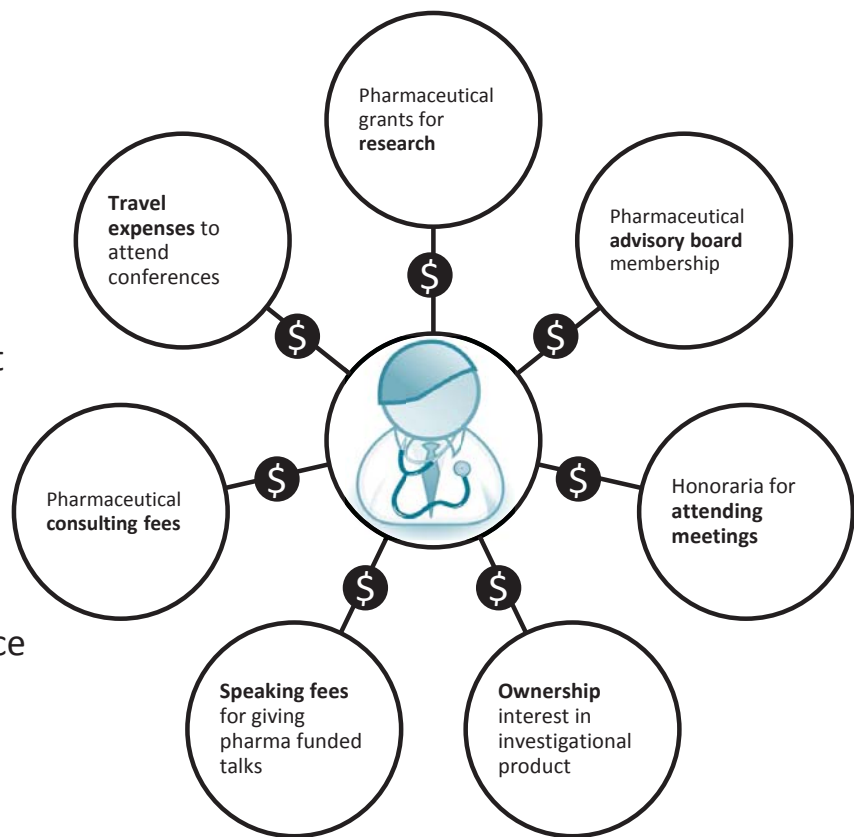 Pharmaceutical
grants for
research
Travel
expenses to
attend
conferences
Pharmaceutical
advisory board
membership
$
$
$
t
Pharmaceutical
consulting fees
$
$
Honoraria for
attending
meetings
$
$
ce
Speaking fees
for giving
pharma funded
talks
Ownership
interest in
investigational
product